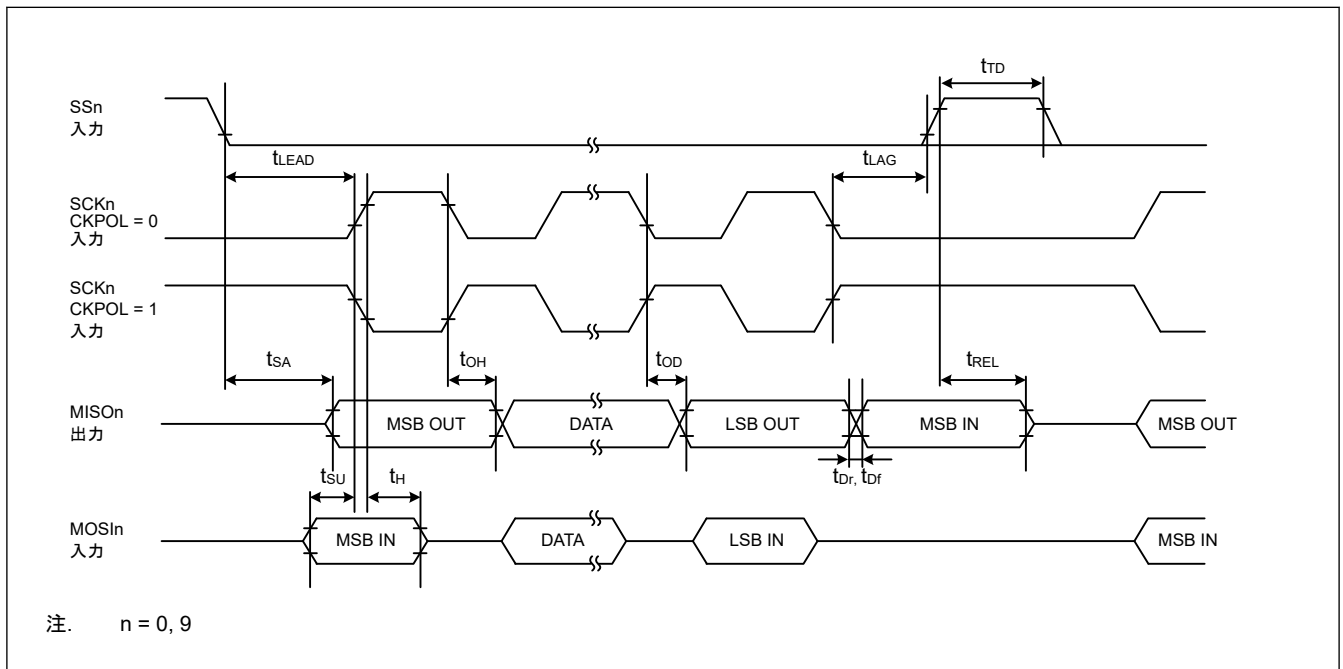 tTD
SSn
入力
tLEAD
tLAG
SCKn
CKPOL = 0
入力
SCKn
CKPOL = 1
入力
tSA
tOH
tOD
tREL
MISOn
出力
MSB OUT
DATA
LSB OUT
MSB IN
MSB OUT
tSU
tH
tDr, tDf
MOSIn
入力
MSB IN
DATA
LSB IN
MSB IN
注. n = 0, 9